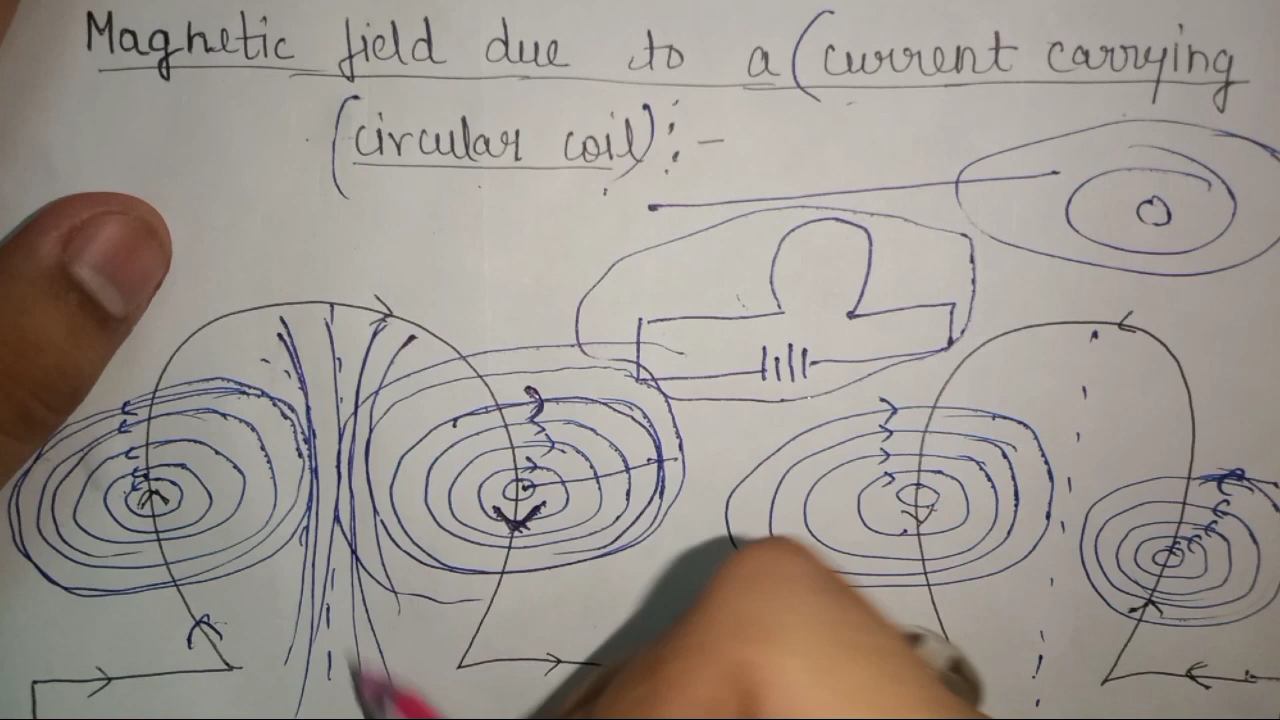 Magnetic field due to a (current carrying
(circular coil) :-